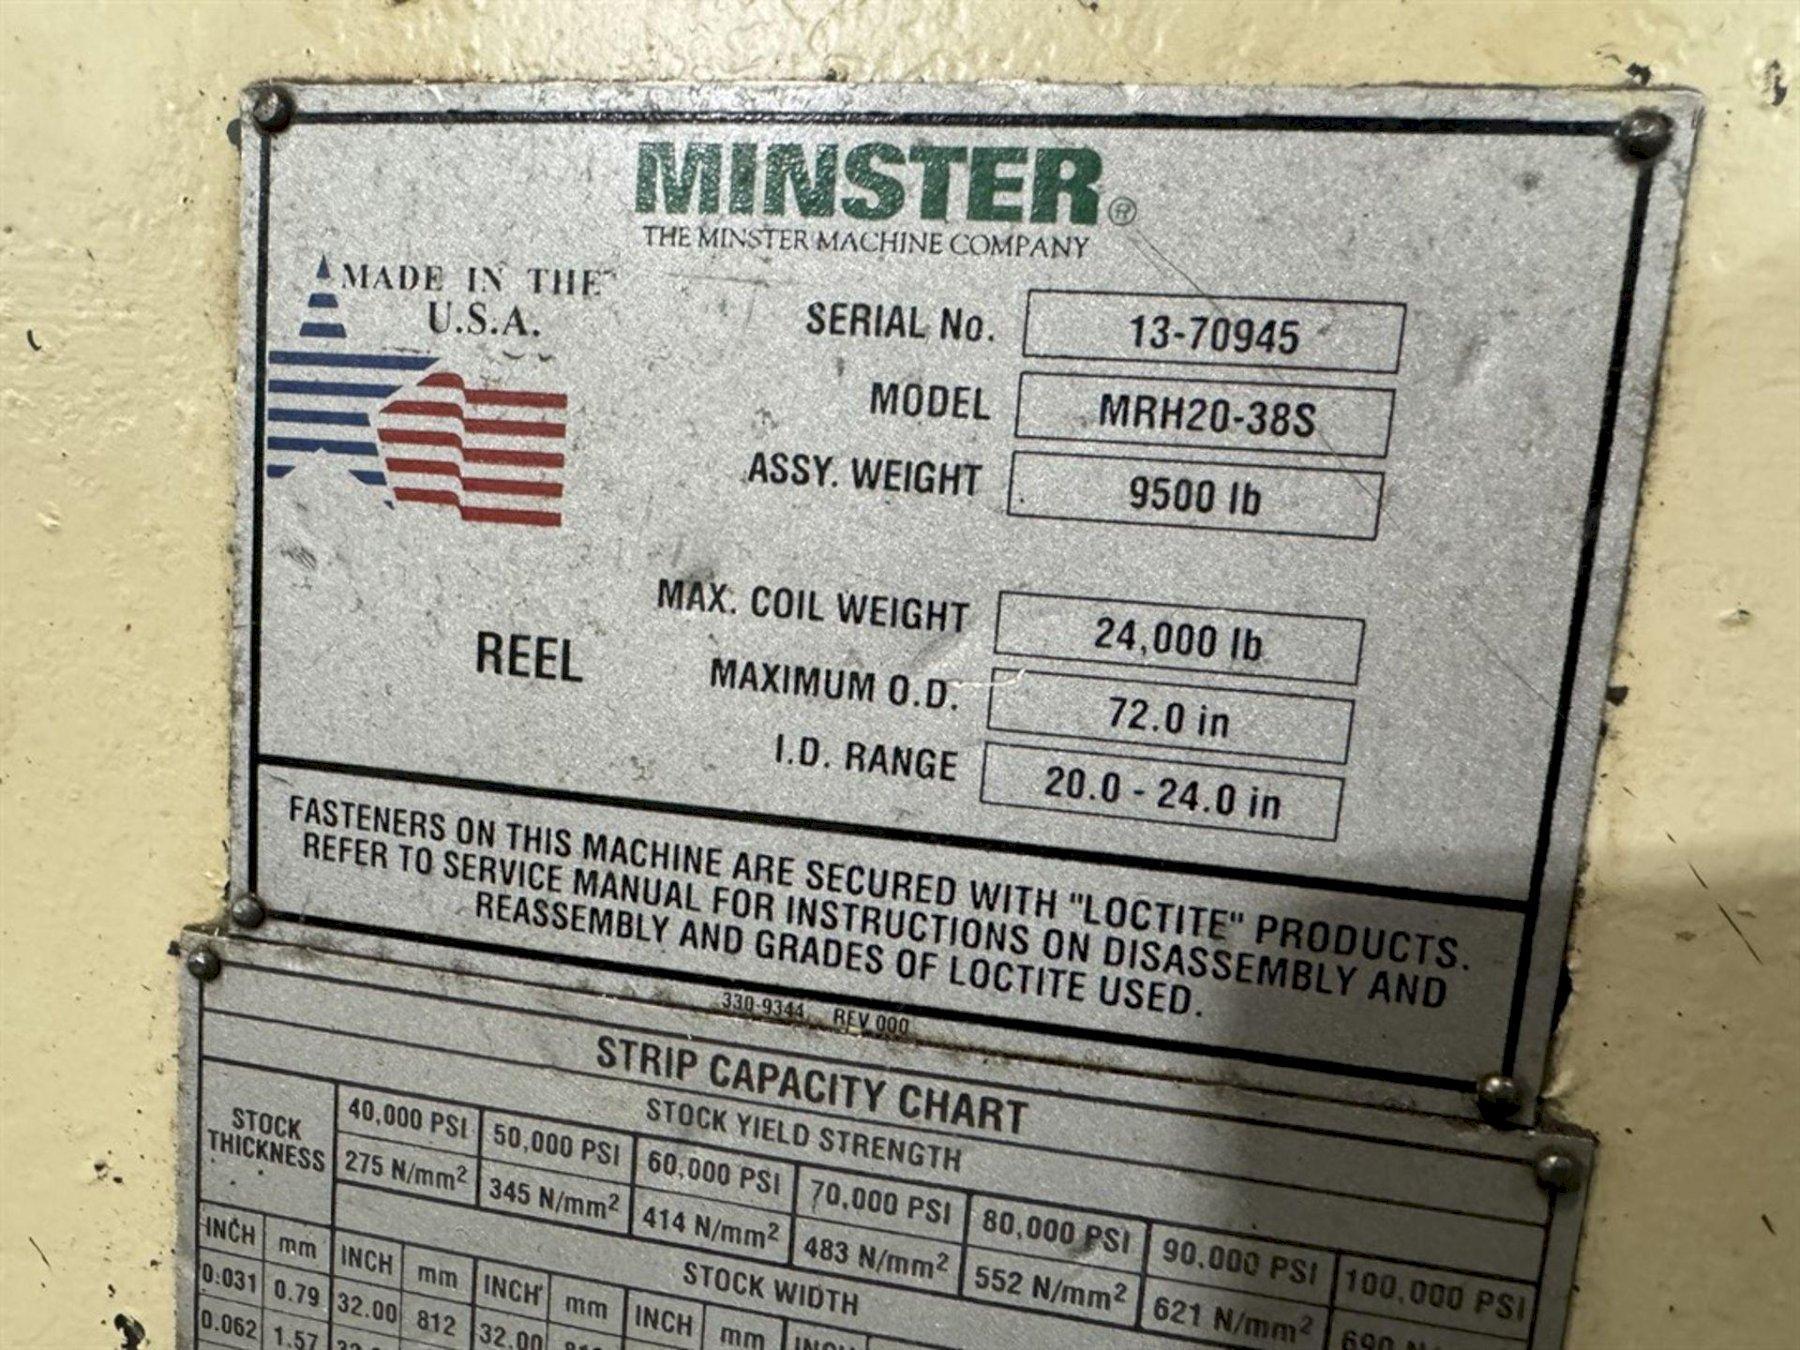 MINSTER®
THE MINSTER MACHINE COMPANY
MADE IN THE
U.S.A.
SERIAL No. 13-70945
MODEL MRH20-38S
ASSY. WEIGHT 9500 lb
MAX. COIL WEIGHT 24,000 lb
REEL
MAXIMUM O.D. 72.0 in
I.D. RANGE 20.0 - 24.0 in
FASTENERS ON THIS MACHINE ARE SECURED WITH "LOCTITE" PRODUCTS.
REFER TO SERVICE MANUAL FOR INSTRUCTIONS ON DISASSEMBLY AND
REASSEMBLY AND GRADES OF LOCTITE USED.
330-9344 REV 000
STRIP CAPACITY CHART
STOCK THICKNESS
STOCK YIELD STRENGTH
40,000 PSI 50,000 PSI 60,000 PSI 70,000 PSI 80,000 PSI 90,000 PSI 100,000 PSI
275 N/mm² 345 N/mm² 414 N/mm² 483 N/mm² 552 N/mm² 621 N/mm² 690
STOCK WIDTH
INCH mm INCH mm INCH mm INCH mm INCH
0.031 0.79 32.00 812 32.00
0.062 1.57